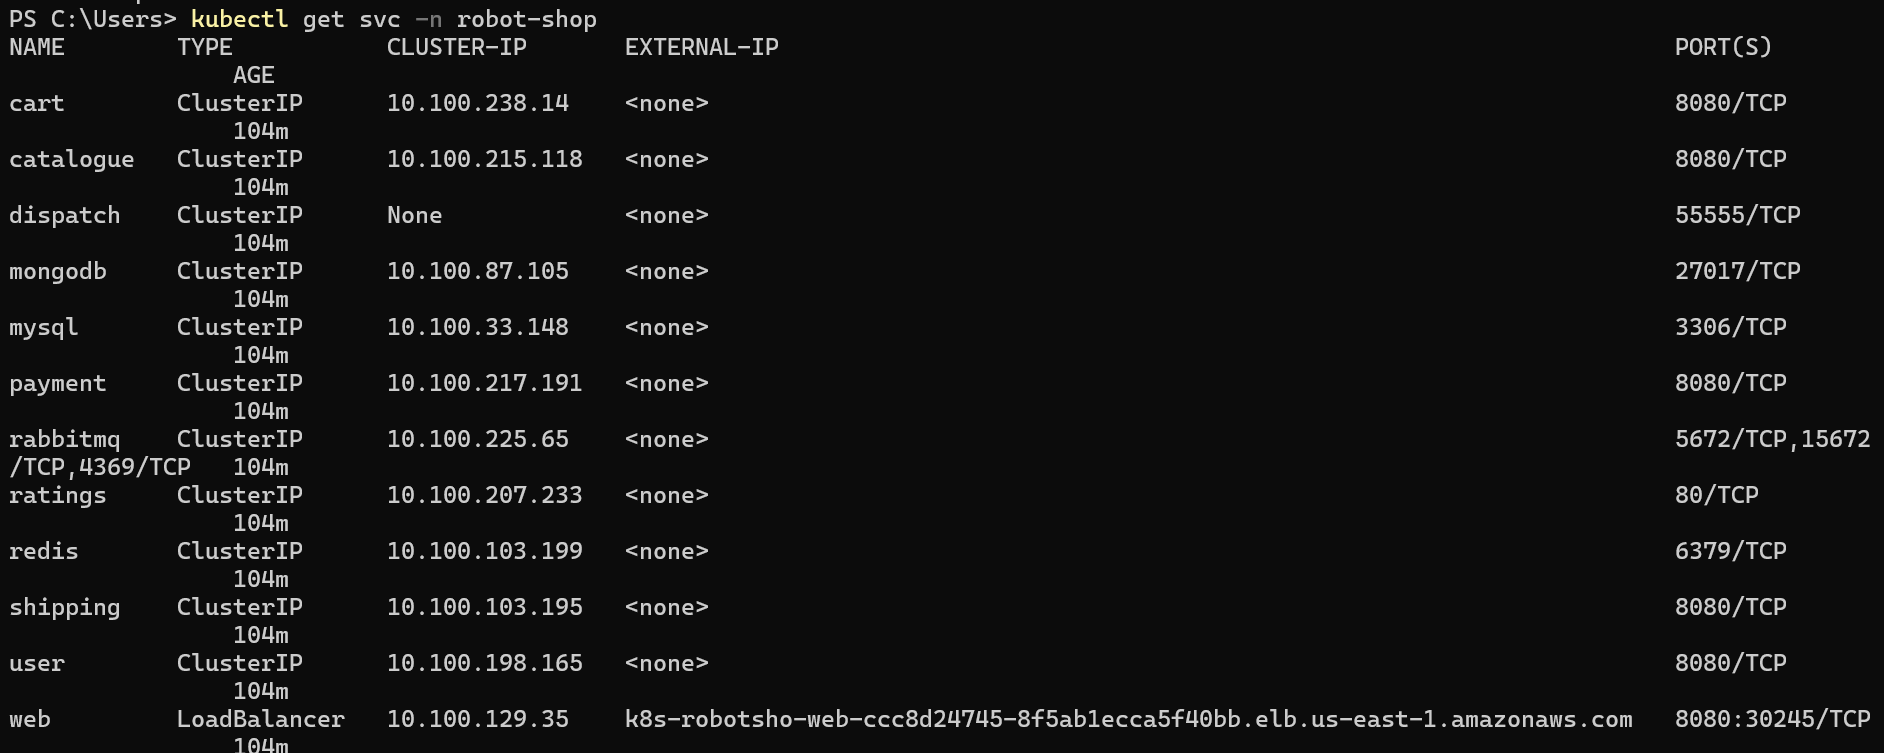 PS C:\Users> kubectl get svc -n robot-shop
NAME        TYPE           CLUSTER-IP       EXTERNAL-IP                                                                PORT(S)
                AGE
cart        ClusterIP      10.100.238.14    <none>                                                                     8080/TCP
                104m
catalogue   ClusterIP      10.100.215.118   <none>                                                                     8080/TCP
                104m
dispatch    ClusterIP      None             <none>                                                                     55555/TCP
                104m
mongodb     ClusterIP      10.100.87.105    <none>                                                                     27017/TCP
                104m
mysql       ClusterIP      10.100.33.148    <none>                                                                     3306/TCP
                104m
payment     ClusterIP      10.100.217.191   <none>                                                                     8080/TCP
                104m
rabbitmq    ClusterIP      10.100.225.65    <none>                                                                     5672/TCP,15672
/TCP,4369/TCP   104m
ratings     ClusterIP      10.100.207.233   <none>                                                                     80/TCP
                104m
redis       ClusterIP      10.100.103.199   <none>                                                                     6379/TCP
                104m
shipping    ClusterIP      10.100.103.195   <none>                                                                     8080/TCP
                104m
user        ClusterIP      10.100.198.165   <none>                                                                     8080/TCP
                104m
web         LoadBalancer   10.100.129.35    k8s-robotsho-web-ccc8d24745-8f5ab1ecca5f40bb.elb.us-east-1.amazonaws.com   8080:30245/TCP
                104m